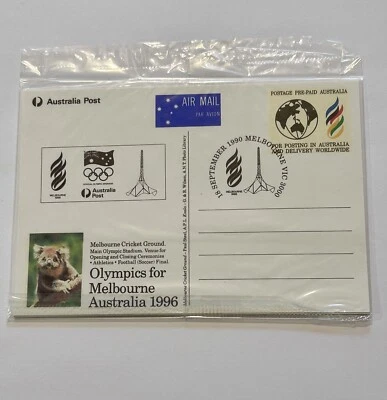 Australia Post
AIR MAIL
PAR AVION
POSTAGE PRE-PAID AUSTRALIA
FOR POSTING IN AUSTRALIA
AND DELIVERY WORLDWIDE
18 SEPTEMBER 1990 MELBOURNE VIC 3000
Australia
Post
Melbourne Cricket Ground.
Main Olympic Stadium. Venue for
Opening and Closing Ceremonies
• Athletics • Football (Soccer) Final.
Olympics for
Melbourne
Australia 1996